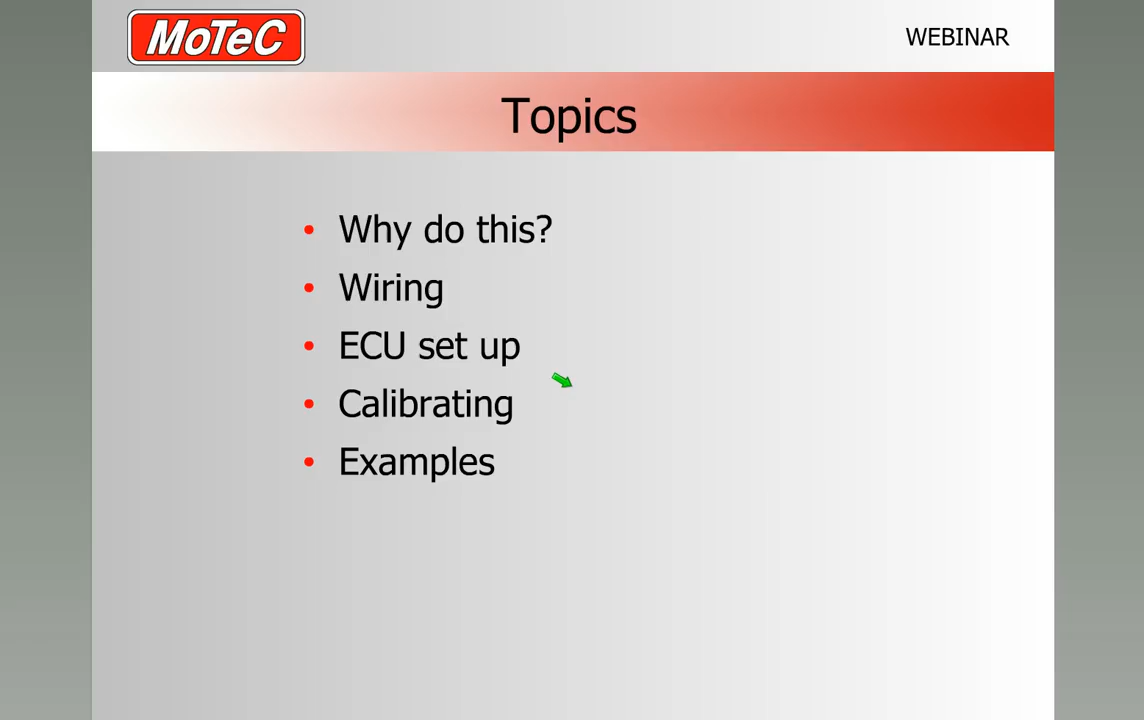 MoTeC
WEBINAR
Topics
• Why do this?
• Wiring
• ECU set up
• Calibrating
• Examples